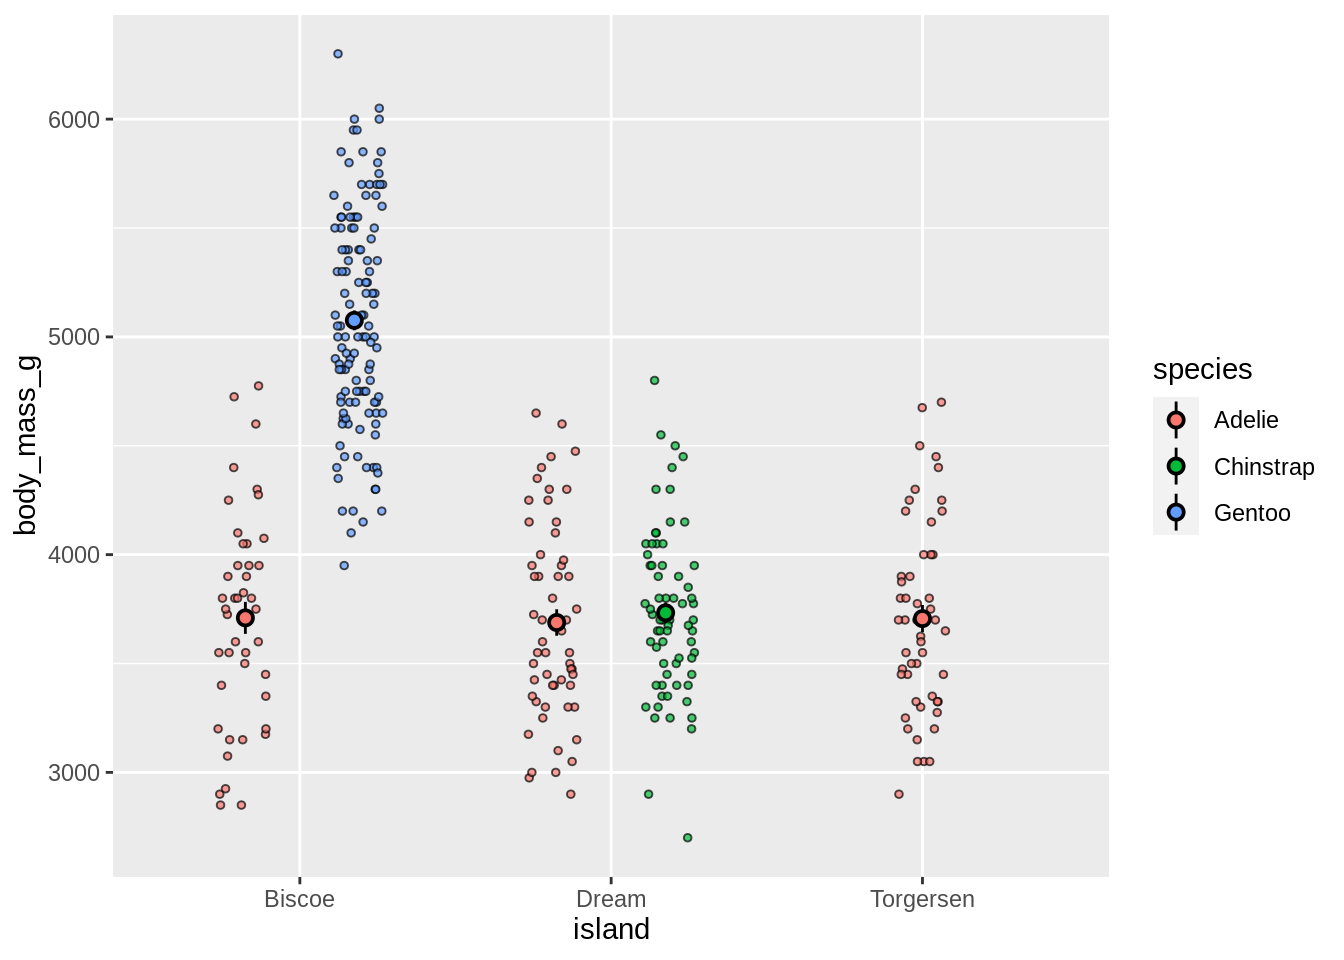 6000
5000
4000
3000
body_mass_g
Biscoe
Dream
Torgersen
island
species
Adelie
Chinstrap
Gentoo